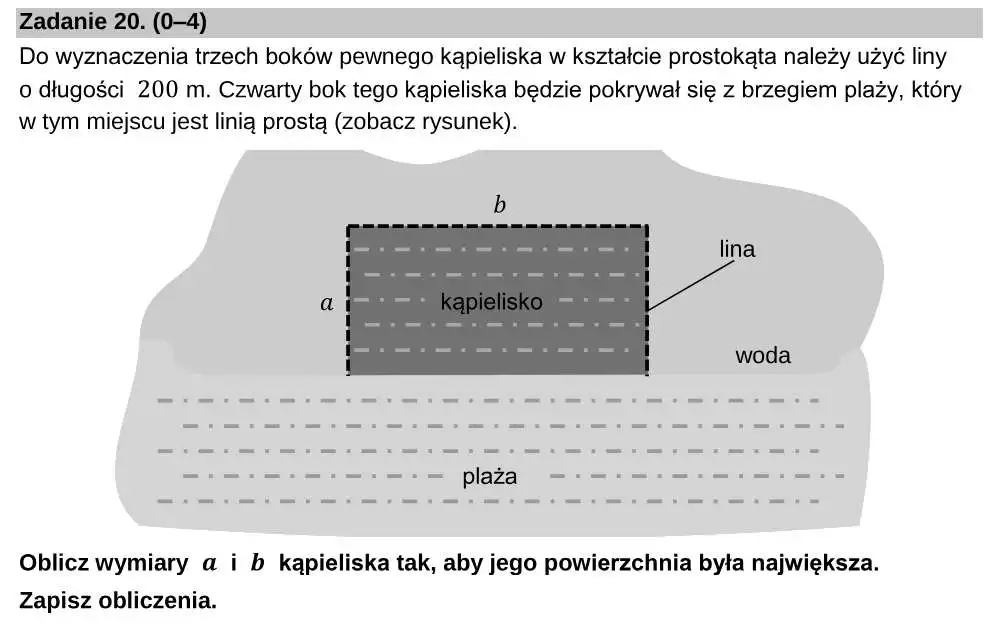 Zadanie 20. (0–4)
Do wyznaczenia trzech boków pewnego kąpieliska w kształcie prostokąta należy użyć liny
o długości 200 m. Czwarty bok tego kąpieliska będzie pokrywał się z brzegiem plaży, który
w tym miejscu jest linią prostą (zobacz rysunek).
b
lina
a
kąpielisko
woda
plaża
Oblicz wymiary a i b kąpieliska tak, aby jego powierzchnia była największa.
Zapisz obliczenia.